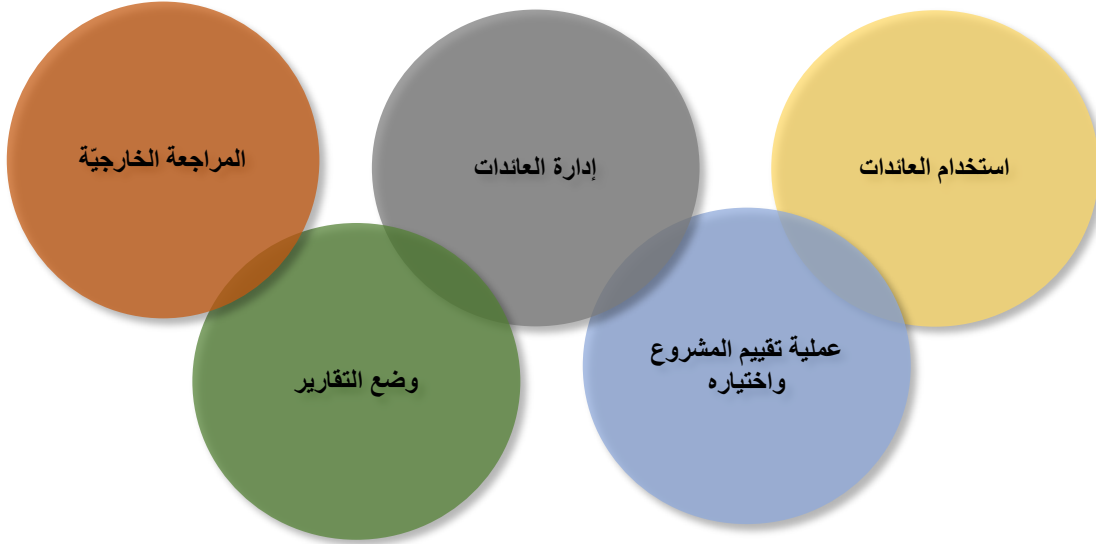 استخدام العائدات
إدارة العائدات
المراجعة الخارجيّة
عملية تقييم المشروع
واختياره
وضع التقارير